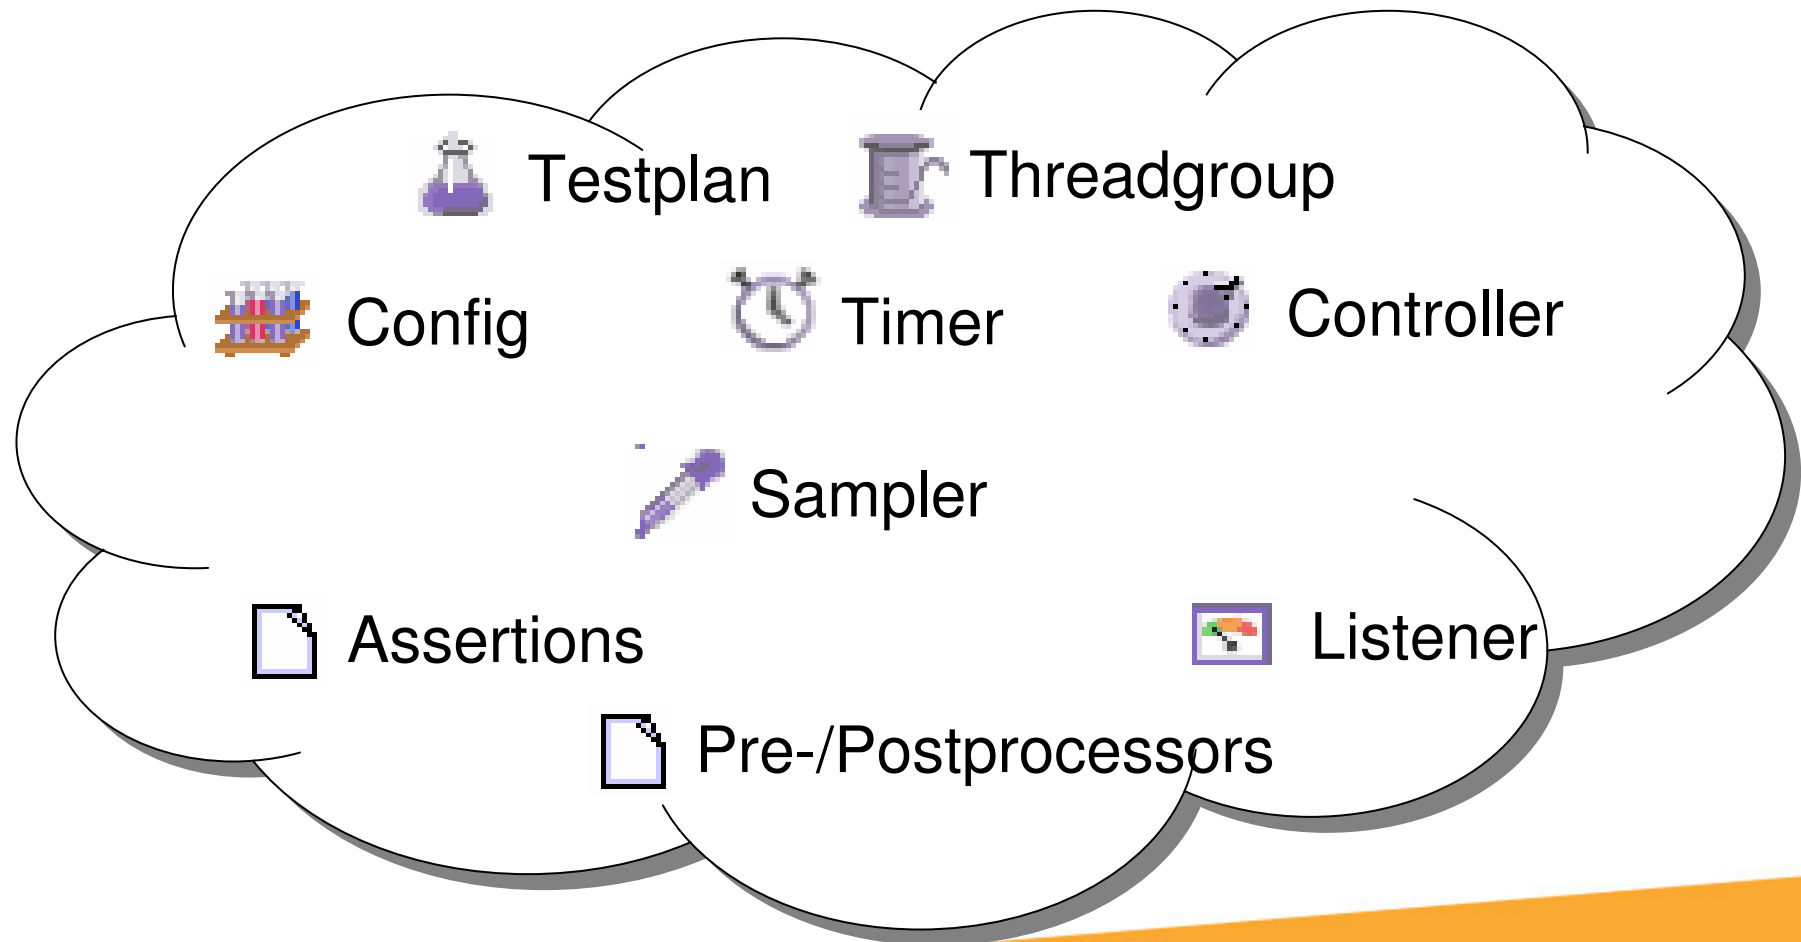 Testplan
Threadgroup
Config
Timer
Controller
Sampler
Assertions
Listener
Pre-/Postprocessors